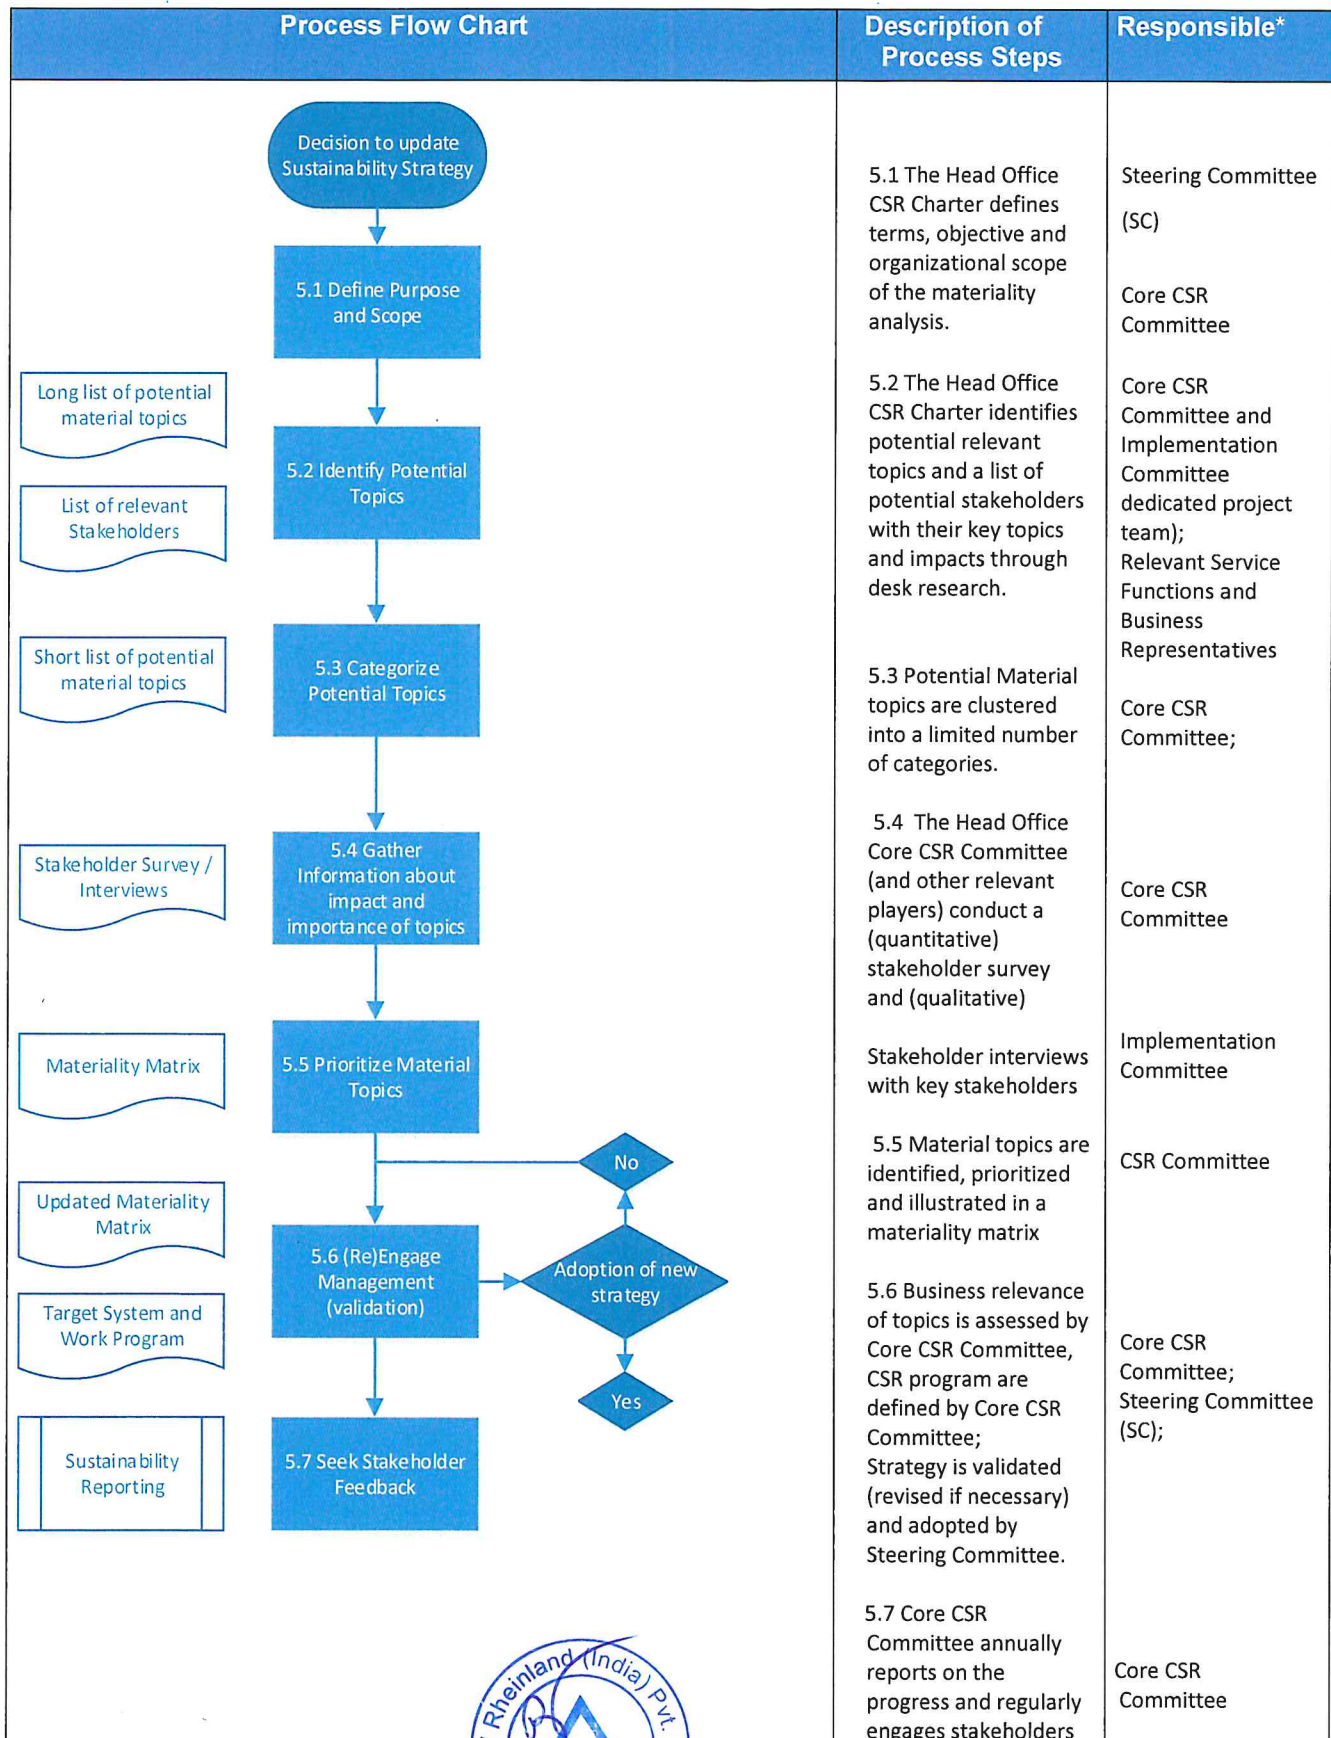 Process Flow Chart
Description of
Process Steps
Responsible*
Decision to update
Sustainability Strategy
5.1 Define Purpose
and Scope
Long list of potential
material topics
5.2 Identify Potential
Topics
List of relevant
Stakeholders
Short list of potential
material topics
5.3 Categorize
Potential Topics
Stakeholder Survey /
Interviews
5.4 Gather
Information about
impact and
importance of topics
Materiality Matrix
5.5 Prioritize Material
Topics
No
Updated Materiality
Matrix
5.6 (Re)Engage
Management
(validation)
Adoption of new
strategy
Target System and
Work Program
Yes
Sustainability
Reporting
5.7 Seek Stakeholder
Feedback
5.1 The Head Office
CSR Charter defines
terms, objective and
organizational scope
of the materiality
analysis.
5.2 The Head Office
CSR Charter identifies
potential relevant
topics and a list of
potential stakeholders
with their key topics
and impacts through
desk research.
5.3 Potential Material
topics are clustered
into a limited number
of categories.
5.4 The Head Office
Core CSR Committee
(and other relevant
players) conduct a
(quantitative)
stakeholder survey
and (qualitative)
Stakeholder interviews
with key stakeholders
5.5 Material topics are
identified, prioritized
and illustrated in a
materiality matrix
5.6 Business relevance
of topics is assessed by
Core CSR Committee,
CSR program are
defined by Core CSR
Committee;
Strategy is validated
(revised if necessary)
and adopted by
Steering Committee.
5.7 Core CSR
Committee annually
reports on the
progress and regularly
engages stakeholders
Steering Committee
(SC)
Core CSR
Committee
Core CSR
Committee and
Implementation
Committee
dedicated project
team);
Relevant Service
Functions and
Business
Representatives
Core CSR
Committee;
Core CSR
Committee
Implementation
Committee
CSR Committee
Core CSR
Committee;
Steering Committee
(SC);
Core CSR
Committee
Rheinland (India) Pvt.